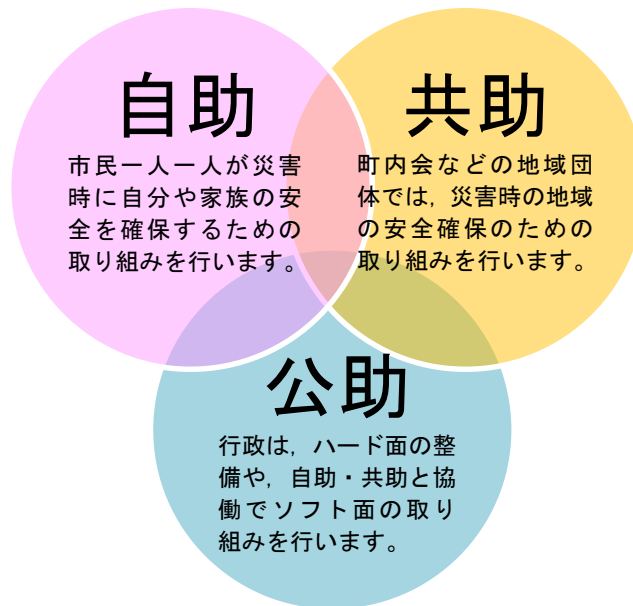 自助
市民一人一人が災害
時に自分や家族の安
全を確保するための
取り組みを行います。
共助
町内会などの地域団
体では，災害時の地域
の安全確保のための
取り組みを行います。
公助
行政は，ハード面の整
備や，自助・共助と協
働でソフト面の取り
組みを行います。